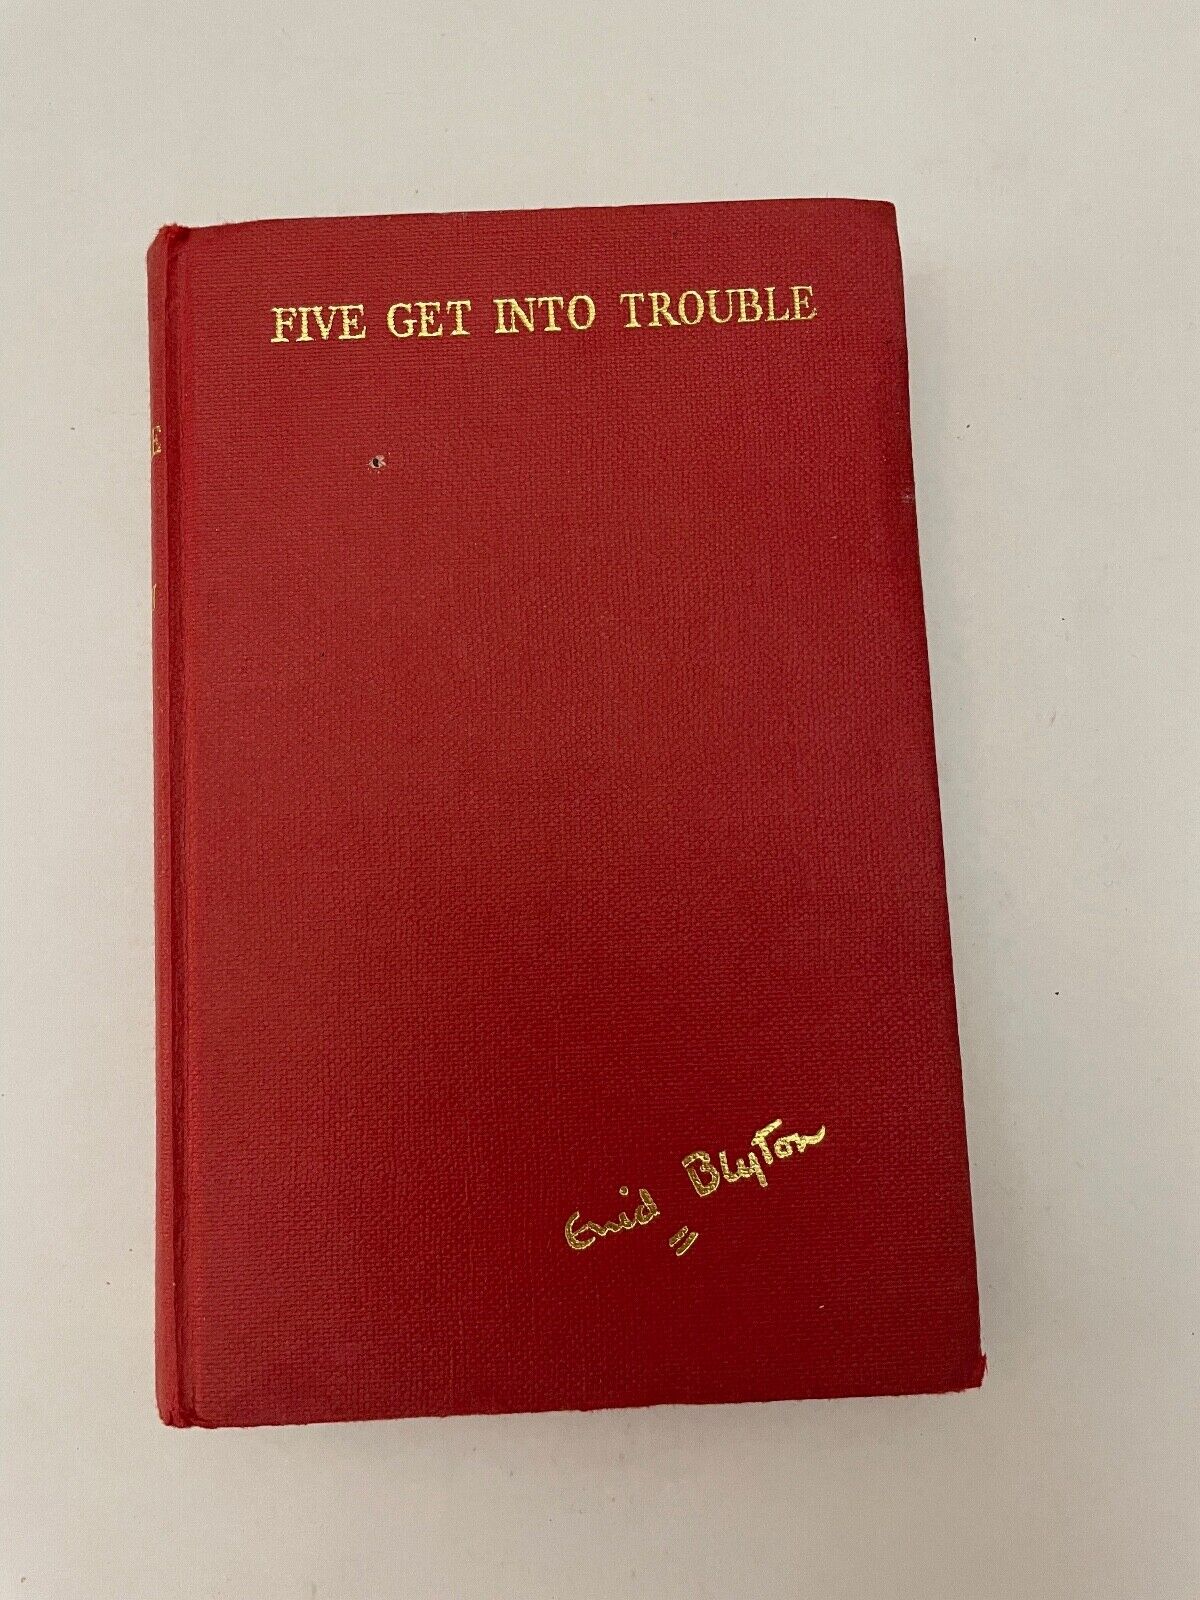 FIVE GET INTO TROUBLE
Enid Blyton